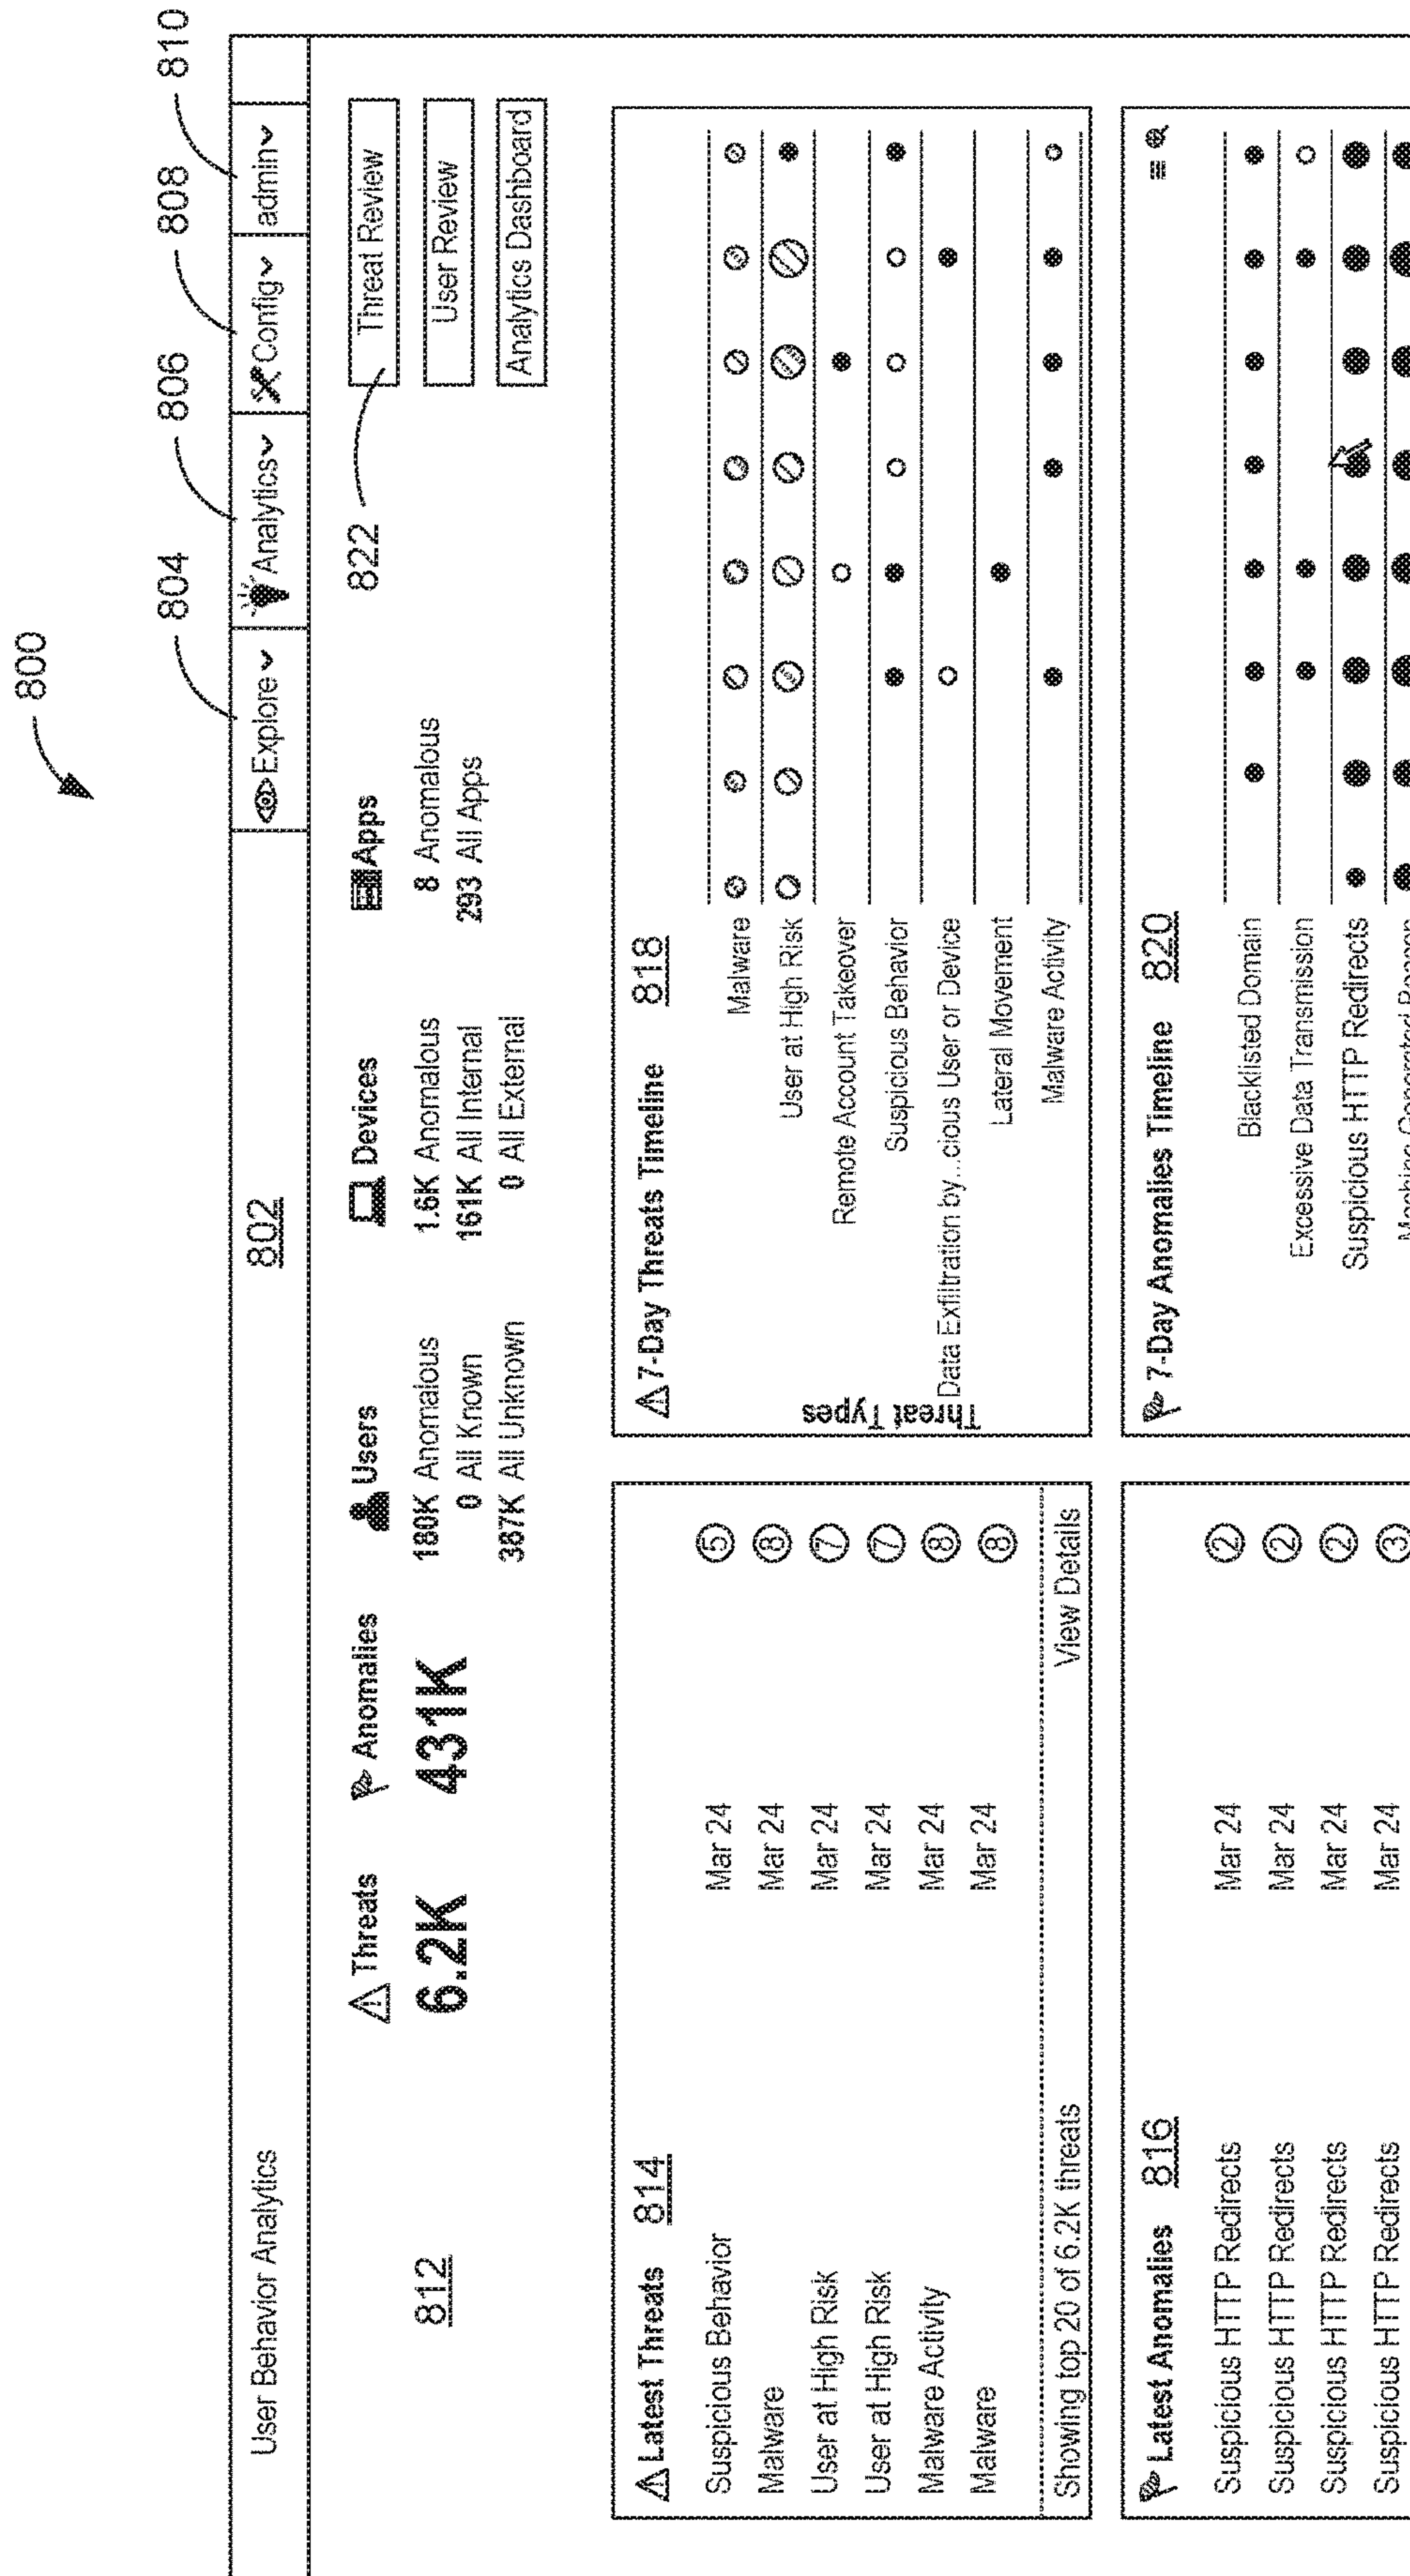 800
804
806
808
810
User Behavior Analytics
802
Explore
Analytics
Config
admin
812
Threats
6.2K
Anomalies
431K
Users
180K Anomalous
0 All Known
387K All Unknown
Devices
1.6K Anomalous
161K All Internal
0 All External
Apps
8 Anomalous
293 All Apps
822
Threat Review
User Review
Analytics Dashboard
Latest Threats 814
Suspicious Behavior Mar 24 5
Malware Mar 24 8
User at High Risk Mar 24 7
User at High Risk Mar 24 7
Malware Activity Mar 24 8
Malware Mar 24 8
Showing top 20 of 6.2K threats View Details
7-Day Threats Timeline 818
Threat Types
Malware
User at High Risk
Remote Account Takeover
Suspicious Behavior
Data Exfiltration by...cious User or Device
Lateral Movement
Malware Activity
Latest Anomalies 816
Suspicious HTTP Redirects Mar 24 2
Suspicious HTTP Redirects Mar 24 2
Suspicious HTTP Redirects Mar 24 2
Suspicious HTTP Redirects Mar 24 3
7-Day Anomalies Timeline 820
Blacklisted Domain
Excessive Data Transmission
Suspicious HTTP Redirects